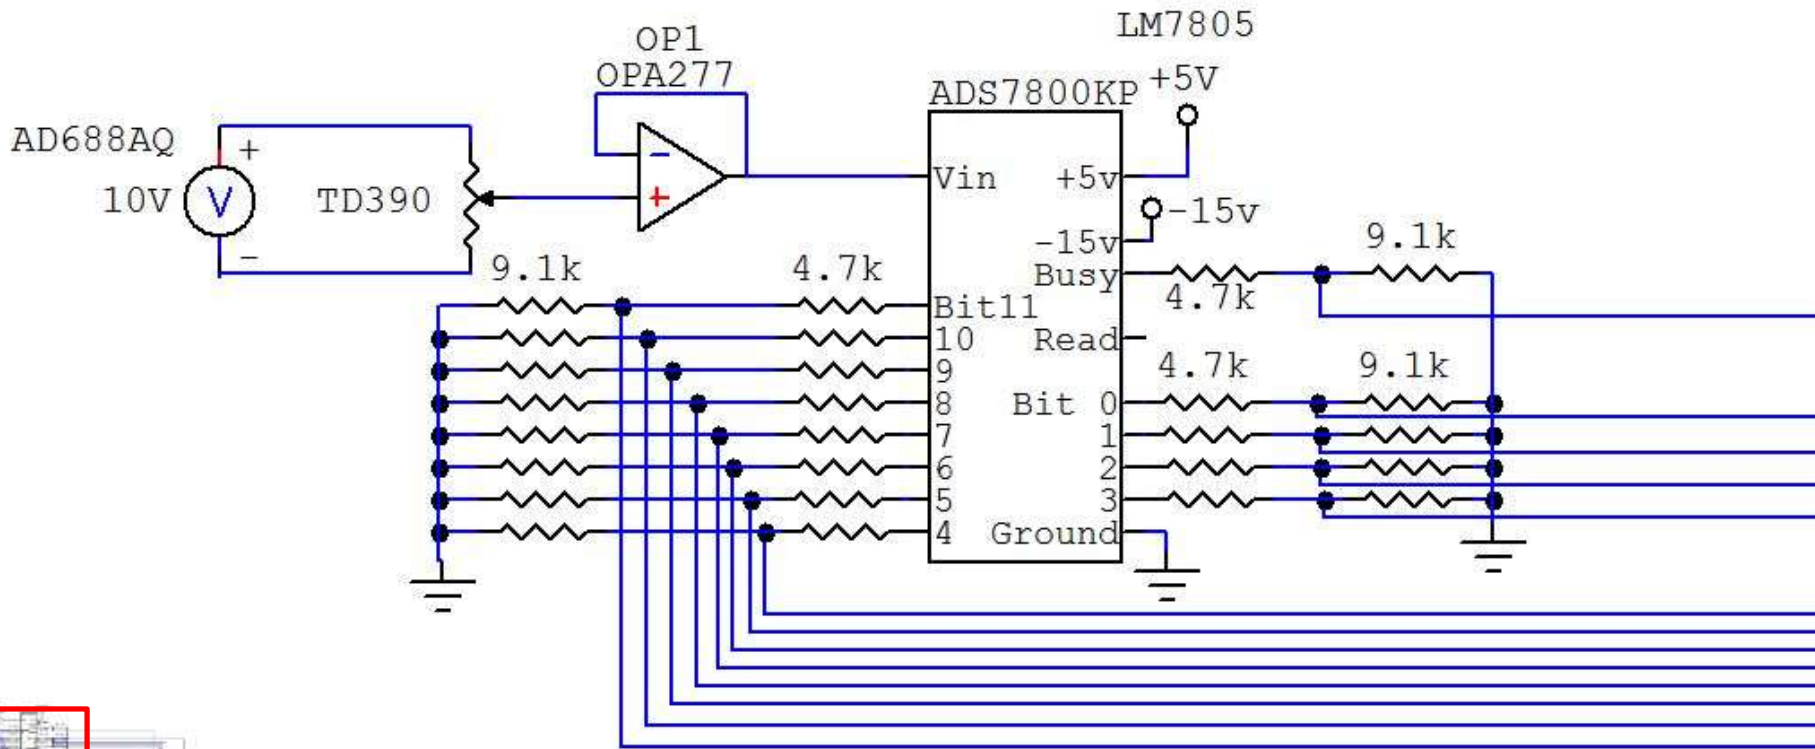 LM7805
OP1
OPA277
+5V
ADS7800KP
AD688AQ
+
10V
V
-
TD390
-
+
Vin
+5v
-15v
-15v
9.1k
9.1k
4.7k
Busy
4.7k
Bit11
10
Read
4.7k
9.1k
9
8
Bit 0
7
1
6
2
5
3
4
Ground